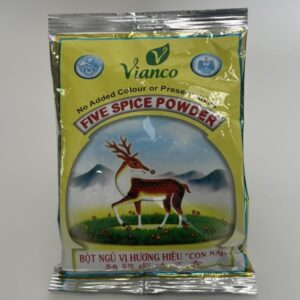 Vianco
No Added Colour or Preservatives
FIVE SPICE POWDER
BỘT NGŨ VỊ HƯƠNG HIỆU "CON NAI"